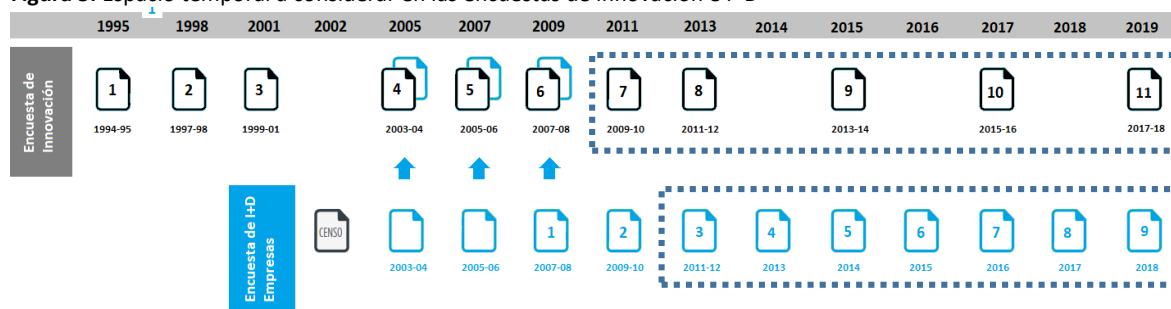 1995 1998 2001 2002 2005 2007 2009 2011 2013 2014 2015 2016 2017 2018 2019
Encuesta de
Innovación
1 2 3 4 5 6 7 8 9 10 11
1994-95 1997-98 1999-01 2003-04 2005-06 2007-08 2009-10 2011-12 2013-14 2015-16 2017-18
Encuesta de I+D
Empresas
CENSO 1 2 3 4 5 6 7 8 9
2003-04 2005-06 2007-08 2009-10 2011-12 2013 2014 2015 2016 2017 2018